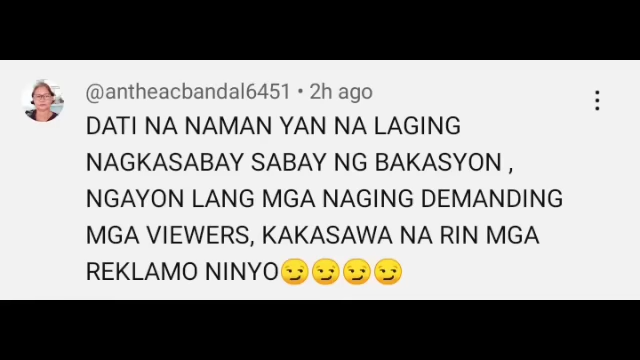 @antheacbandal6451 • 2h ago
DATI NA NAMAN YAN NA LAGING
NAGKASABAY SABAY NG BAKASYON ,
NGAYON LANG MGA NAGING DEMANDING
MGA VIEWERS, KAKASAWA NA RIN MGA
REKLAMO NINYO😏😏😏😏